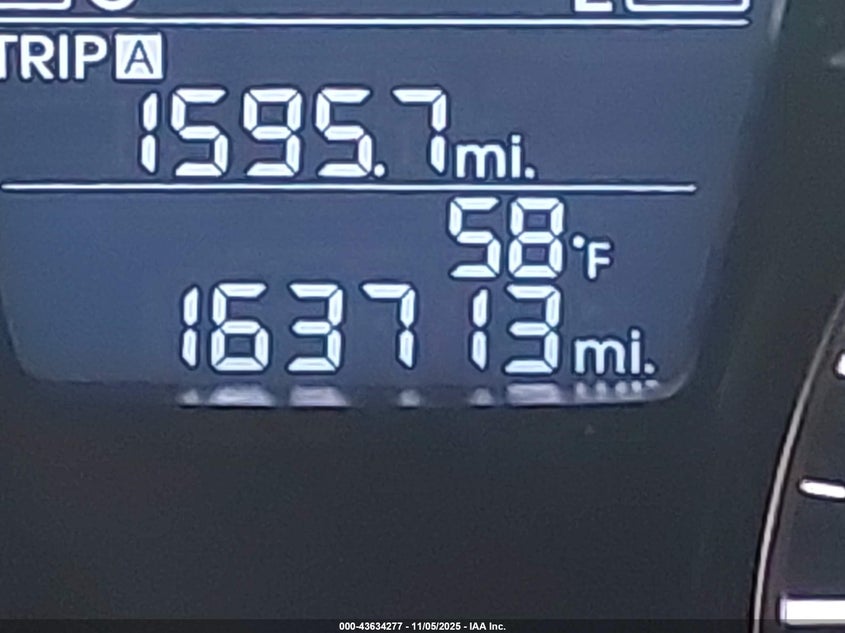 TRIP A
1595.7 mi.
58°F
163713 mi.
000-43634277 - 11/05/2025 - IAA Inc.